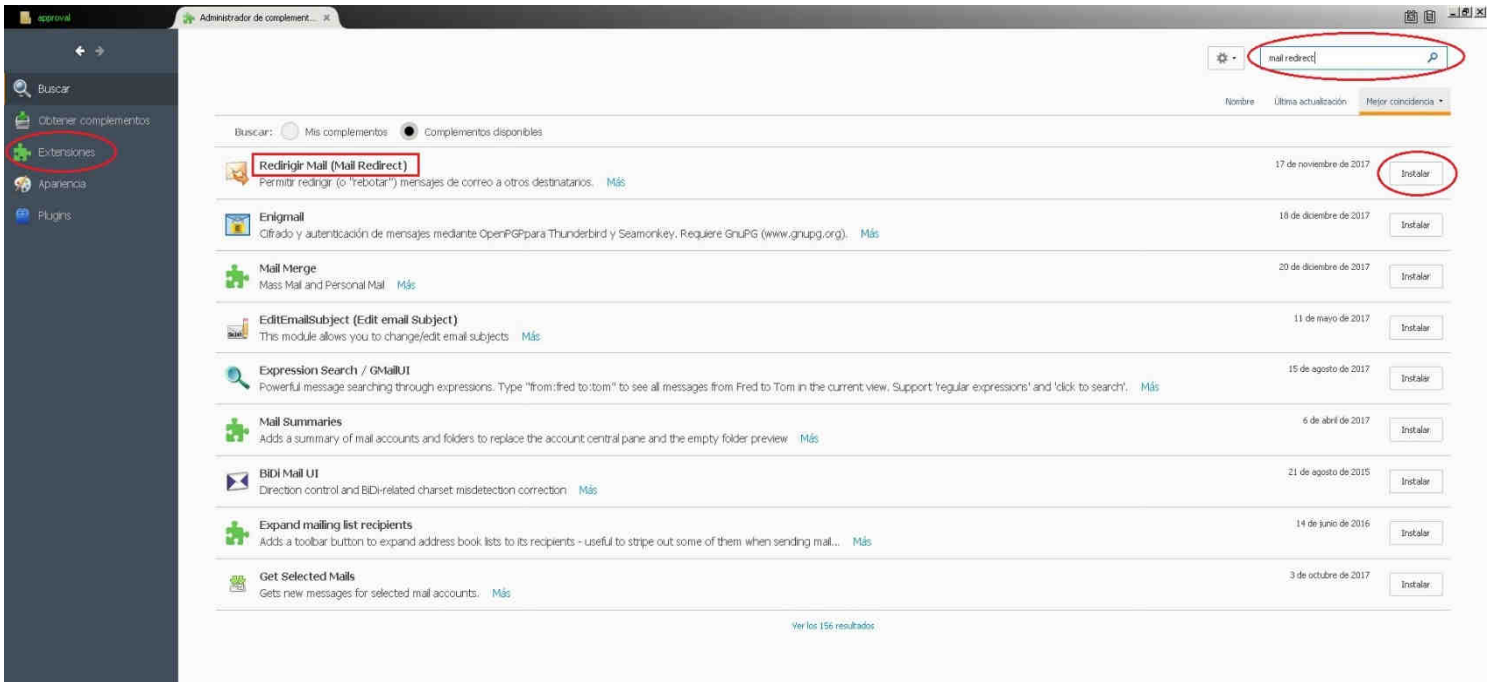 approval
Administrador de complement...
mail redirect
Buscar
Obtener complementos
Extensiones
Apariencia
Plugins
Nombre Última actualización Mejor coincidencia
Buscar: Mis complementos Complementos disponibles
Redirigir Mail (Mail Redirect) 17 de noviembre de 2017 Instalar
Permitir redirigir (o "rebotar") mensajes de correo a otros destinatarios. Más
Enigmail 18 de diciembre de 2017 Instalar
Cifrado y autenticación de mensajes mediante OpenPGPpara Thunderbird y Seamonkey. Requiere GnuPG (www.gnupg.org). Más
Mail Merge 20 de diciembre de 2017 Instalar
Mass Mail and Personal Mail Más
EditEmailSubject (Edit email Subject) 11 de mayo de 2017 Instalar
This module allows you to change/edit email subjects Más
Expression Search / GMailUI 15 de agosto de 2017 Instalar
Powerful message searching through expressions. Type "from:fred to:tom" to see all messages from Fred to Tom in the current view. Support 'regular expressions' and 'click to search'. Más
Mail Summaries 6 de abril de 2017 Instalar
Adds a summary of mail accounts and folders to replace the account central pane and the empty folder preview Más
BiDi Mail UI 21 de agosto de 2015 Instalar
Direction control and BiDi-related charset misdetection correction Más
Expand mailing list recipients 14 de junio de 2016 Instalar
Adds a toolbar button to expand address book lists to its recipients - useful to stripe out some of them when sending mail... Más
Get Selected Mails 3 de octubre de 2017 Instalar
Gets new messages for selected mail accounts. Más
Ver los 156 resultados